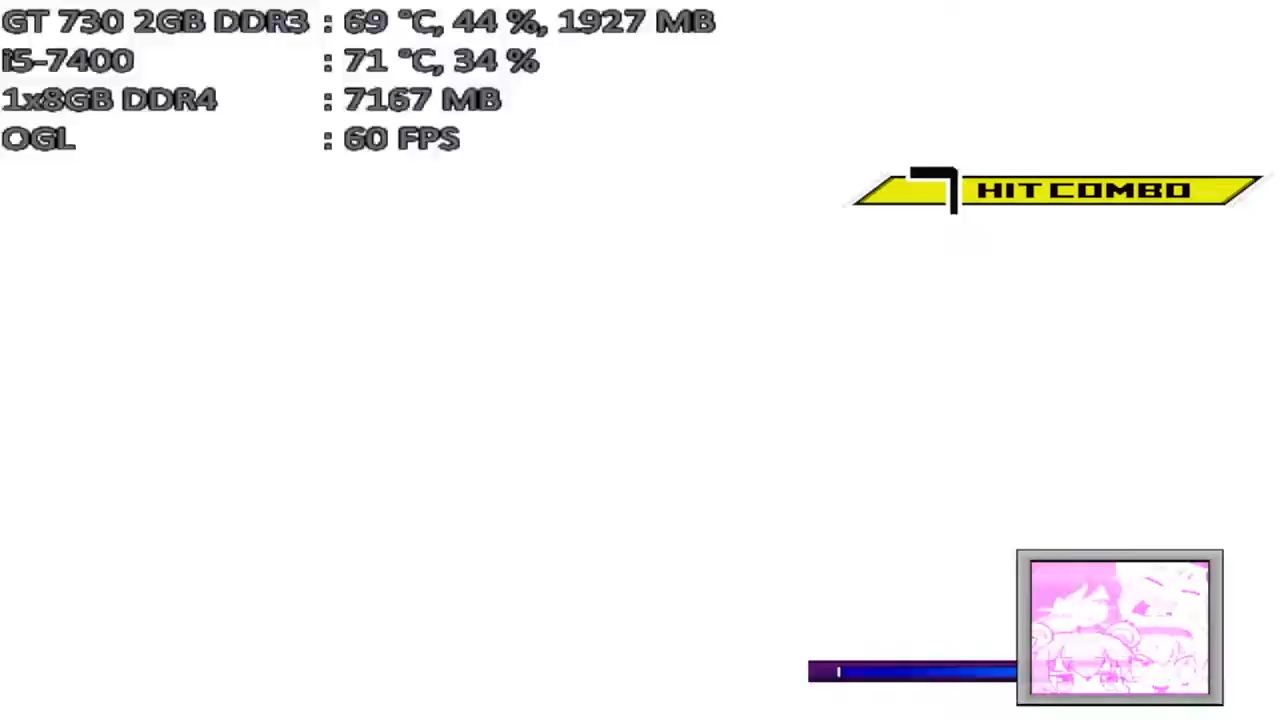 GT 730 2GB DDR3 : 69 °C, 44 %, 1927 MB
i5-7400 : 71 °C, 34 %
1x8GB DDR4 : 7167 MB
OGL : 60 FPS
7 HIT COMBO